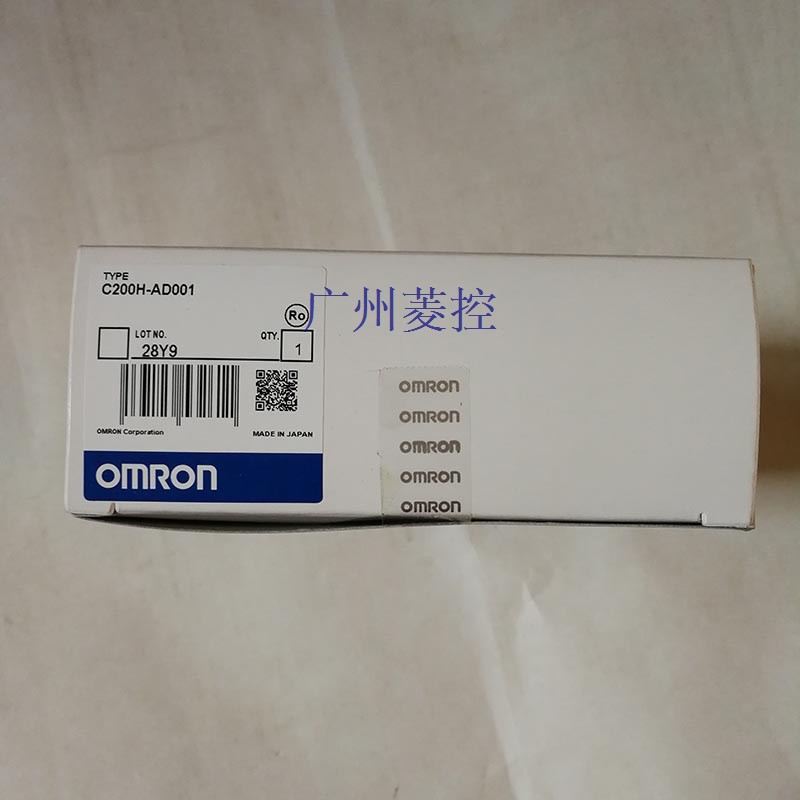 TYPE
C200H-AD001
Ro
广州菱控
LOT NO.
QTY.
28Y9
1
OMRON Corporation
MADE IN JAPAN
OMRON
OMRON
OMRON
OMRON
OMRON
OMRON